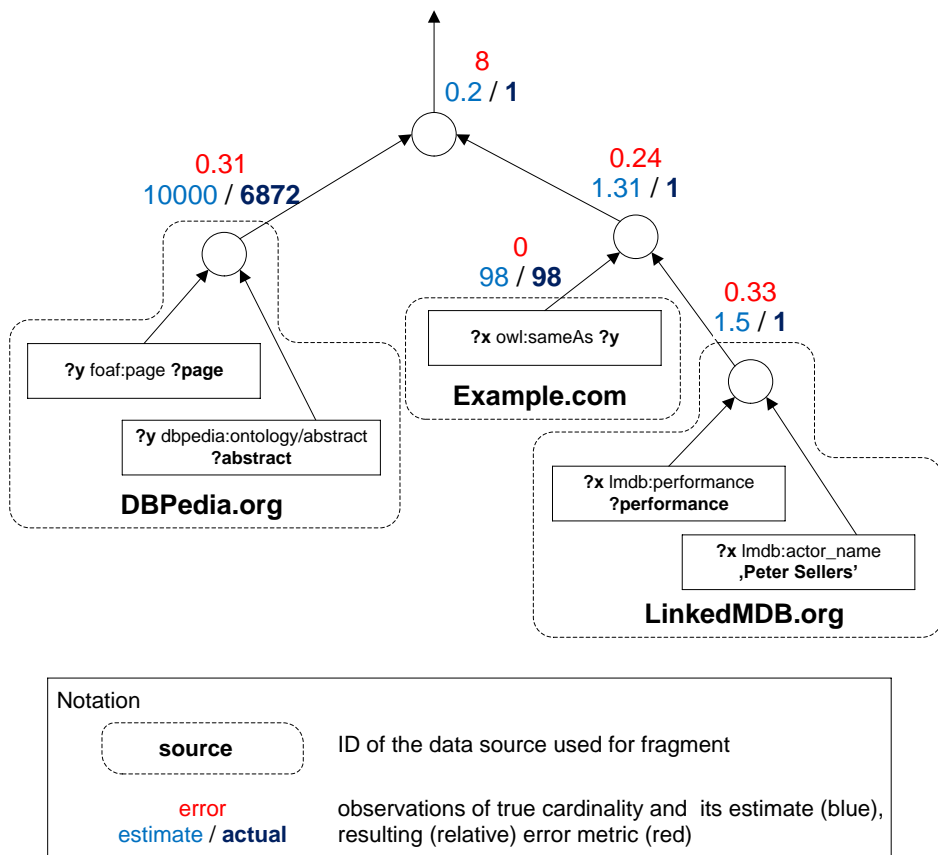 8
0.2 / 1
0.31
10000 / 6872
0.24
1.31 / 1
0
98 / 98
0.33
1.5 / 1
?y foaf:page ?page
?y dbpedia:ontology/abstract
?abstract
DBPedia.org
?x owl:sameAs ?y
Example.com
?x lmdb:performance
?performance
?x lmdb:actor_name
‚Peter Sellers’
LinkedMDB.org
Notation
source
ID of the data source used for fragment
error
estimate / actual
observations of true cardinality and its estimate (blue),
resulting (relative) error metric (red)